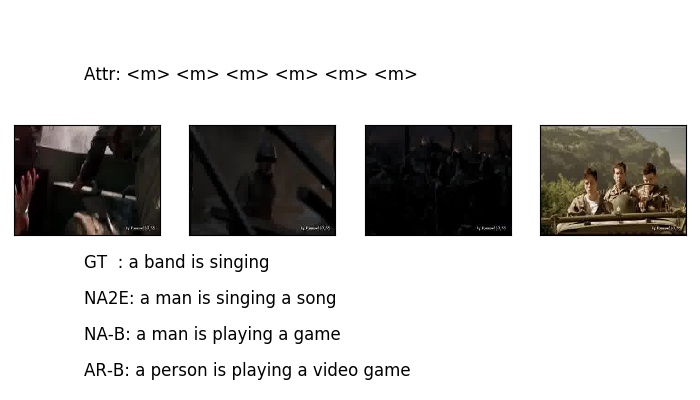 Attr: <m> <m> <m> <m> <m> <m>
GT  : a band is singing
NA2E: a man is singing a song
NA-B: a man is playing a game
AR-B: a person is playing a video game